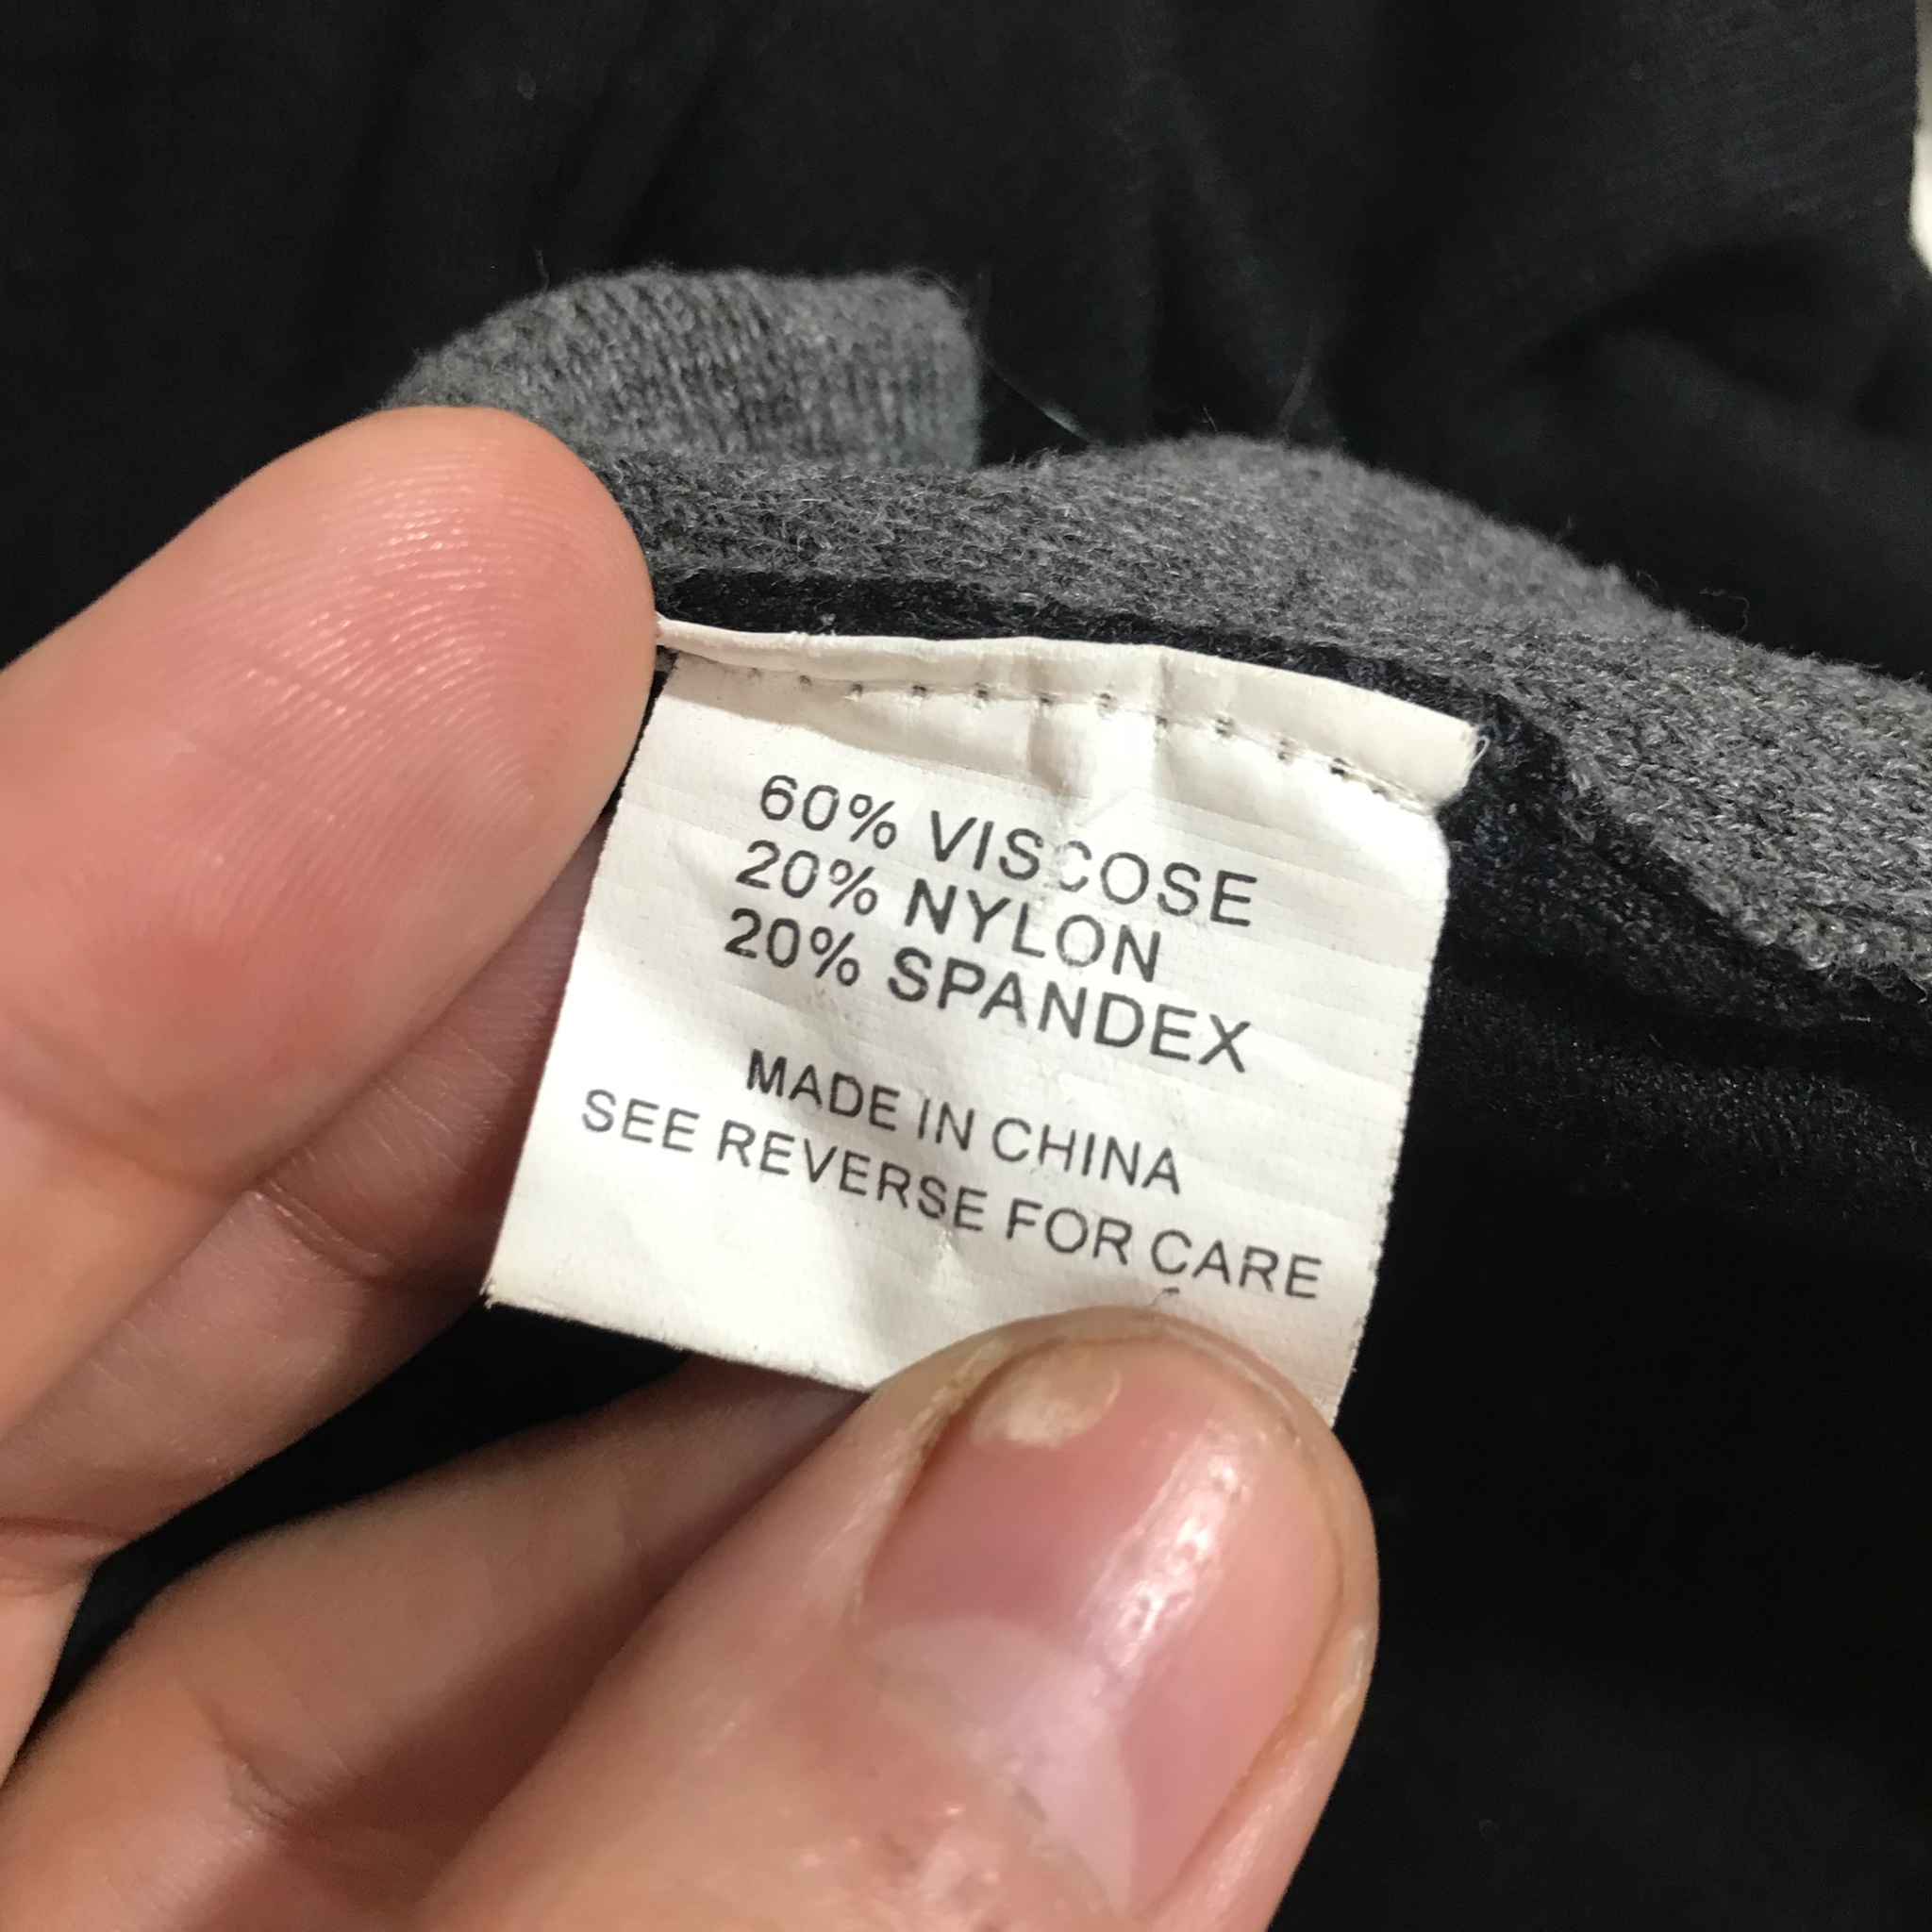 60% VISCOSE
20% NYLON
20% SPANDEX
MADE IN CHINA
SEE REVERSE FOR CARE